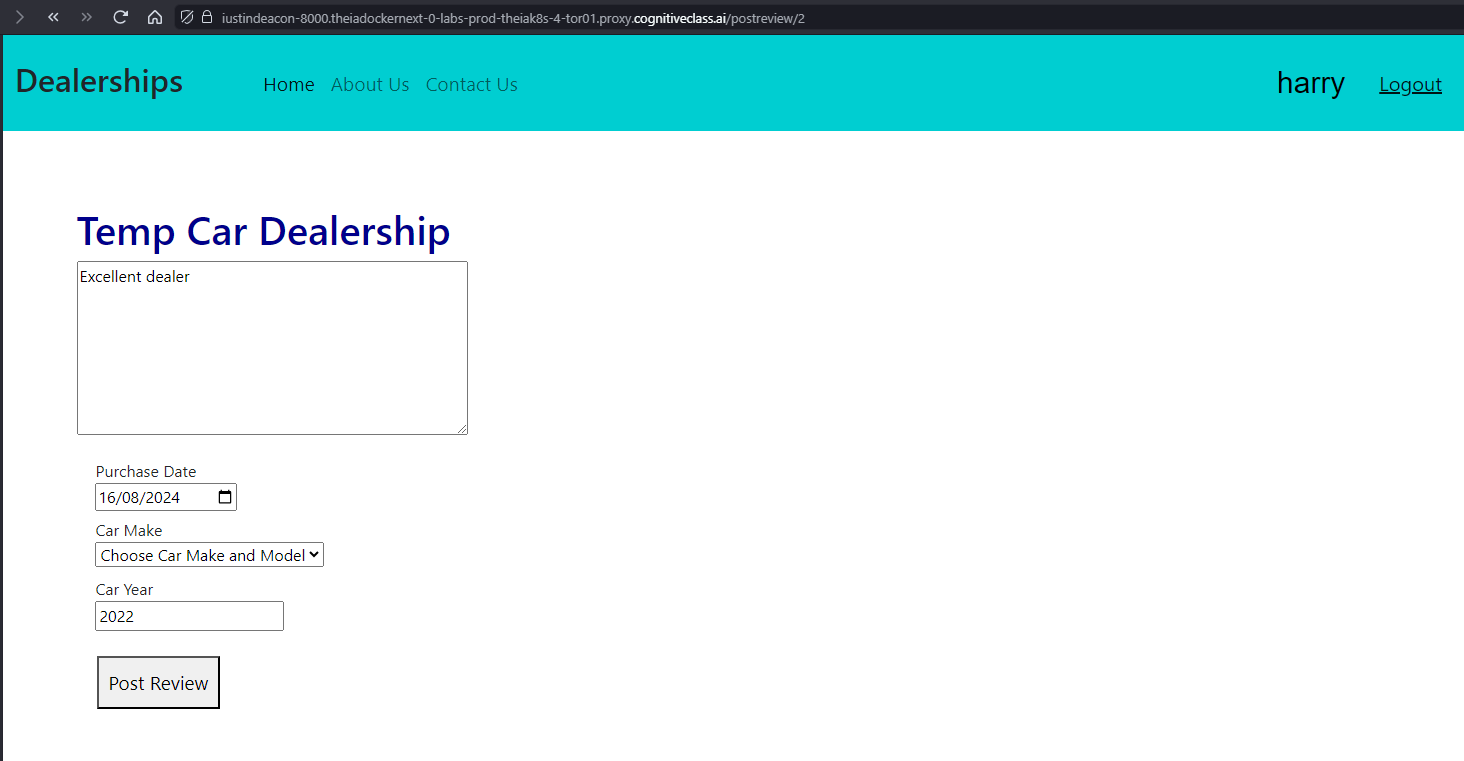 iustindeacon-8000.theiadockernext-0-labs-prod-theiak8s-4-tor01.proxy.cognitiveclass.ai/postreview/2
Dealerships Home About Us Contact Us harry Logout
Temp Car Dealership
Excellent dealer
Purchase Date
16/08/2024
Car Make
Choose Car Make and Model
Car Year
2022
Post Review